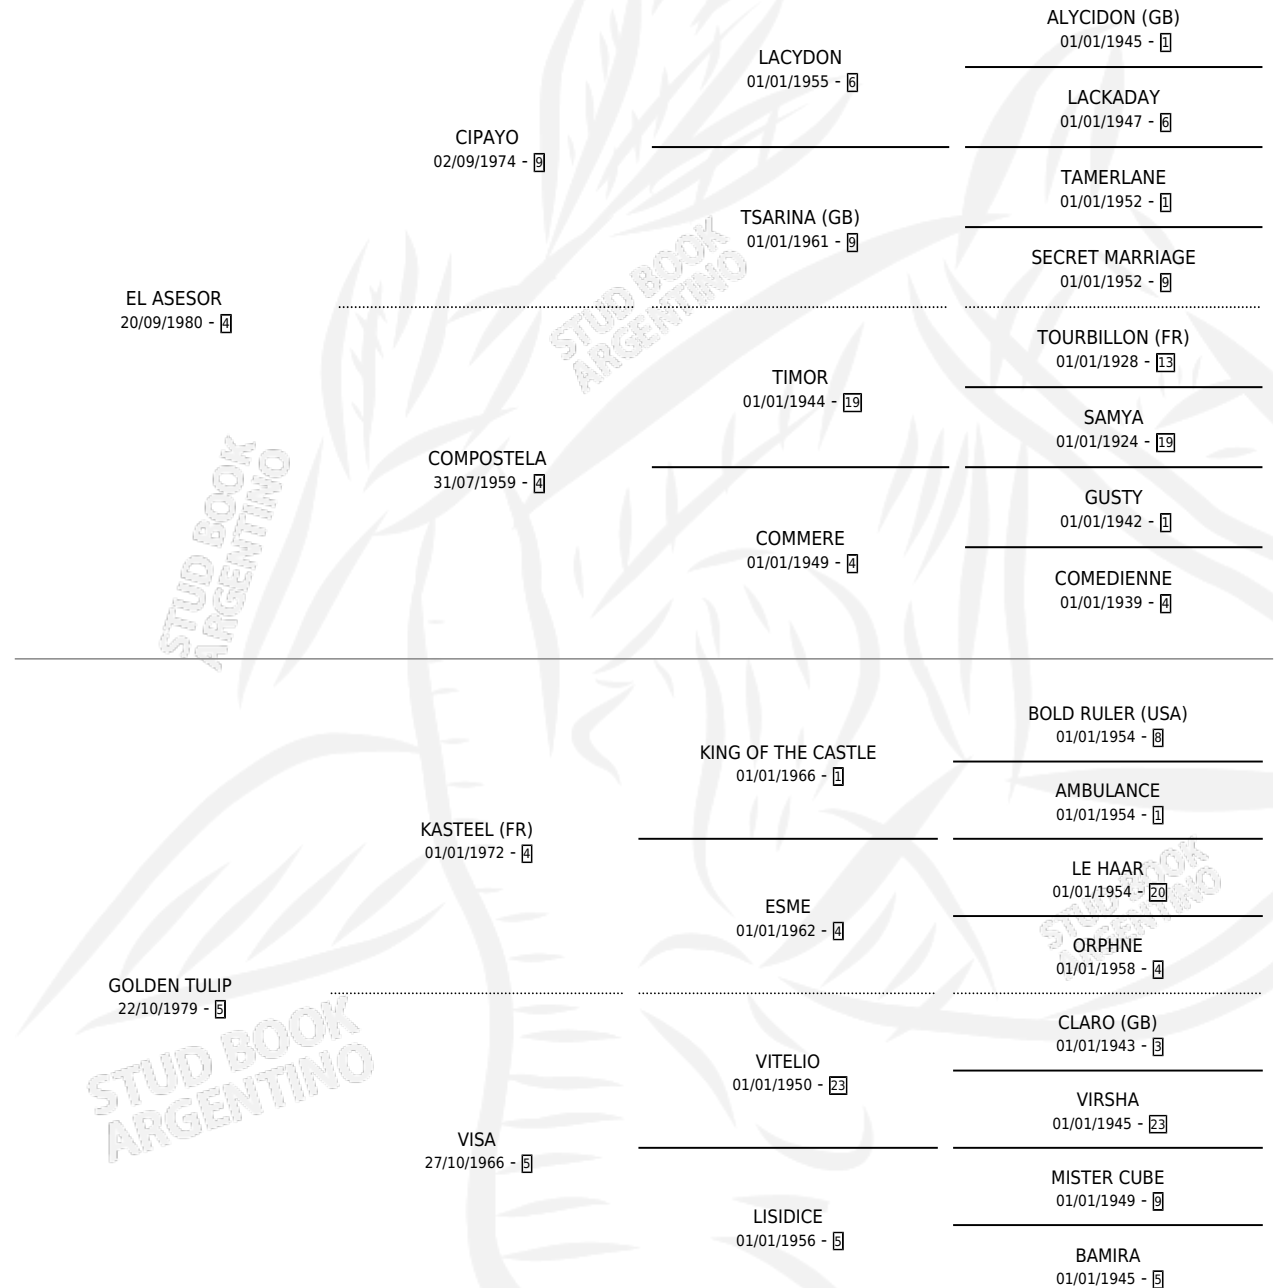 ALYCIDON (GB)
01/01/1945 - 1
LACYDON
01/01/1955 - 6
LACKADAY
01/01/1947 - 6
CIPAYO
02/09/1974 - 9
TAMERLANE
01/01/1952 - 1
TSARINA (GB)
01/01/1961 - 9
SECRET MARRIAGE
01/01/1952 - 9
EL ASESOR
20/09/1980 - 4
STUD BOOK
ARGENTINO
TOURBILLON (FR)
01/01/1928 - 13
TIMOR
01/01/1944 - 19
SAMYA
01/01/1924 - 19
COMPOSTELA
31/07/1959 - 4
GUSTY
01/01/1942 - 1
COMMERE
01/01/1949 - 4
COMEDIENNE
01/01/1939 - 4
STUD BOOK
ARGENTINO
BOLD RULER (USA)
01/01/1954 - 8
KING OF THE CASTLE
01/01/1966 - 1
AMBULANCE
01/01/1954 - 1
KASTEEL (FR)
01/01/1972 - 4
LE HAAR
01/01/1954 - 20
ESME
01/01/1962 - 4
ORPHNE
01/01/1958 - 4
STUD BOOK
ARGENTINO
GOLDEN TULIP
22/10/1979 - 5
CLARO (GB)
01/01/1943 - 3
VITELIO
01/01/1950 - 23
VIRSHA
01/01/1945 - 23
STUD BOOK
ARGENTINO
VISA
27/10/1966 - 5
MISTER CUBE
01/01/1949 - 9
LISIDICE
01/01/1956 - 5
BAMIRA
01/01/1945 - 5